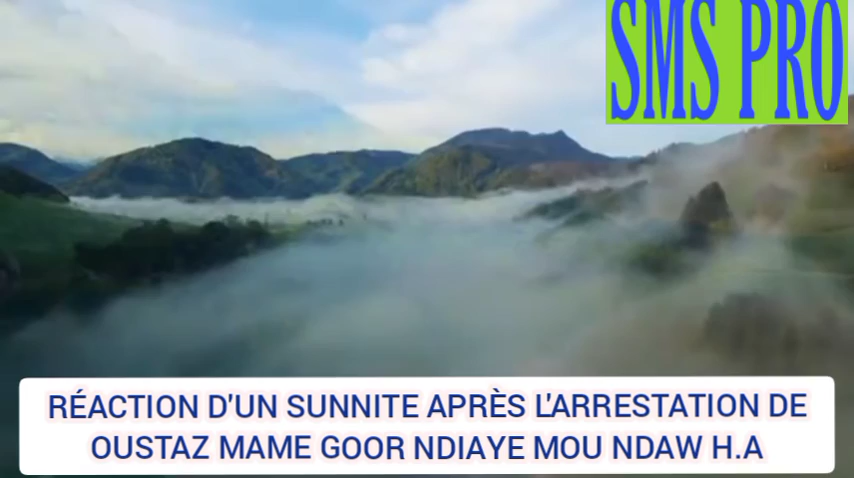 SMS PRO
RÉACTION D'UN SUNNITE APRÈS L'ARRESTATION DE
OUSTAZ MAME GOOR NDIAYE MOU NDAW H.A